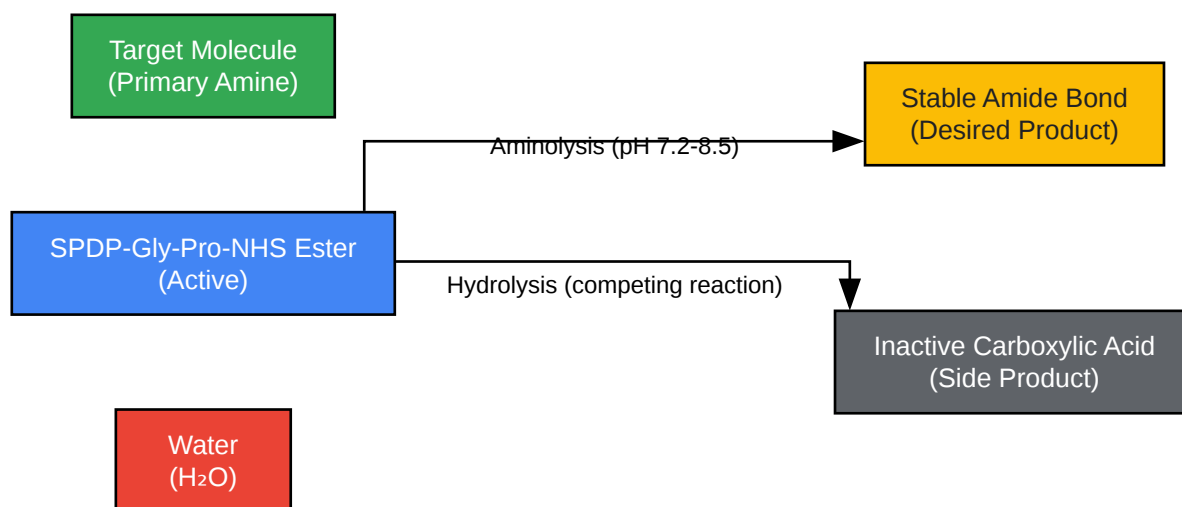 Target Molecule
(Primary Amine)
Stable Amide Bond
(Desired Product)
Aminolysis (pH 7.2-8.5)
SPDP-Gly-Pro-NHS Ester
(Active)
Hydrolysis (competing reaction)
Inactive Carboxylic Acid
(Side Product)
Water
(H₂O)